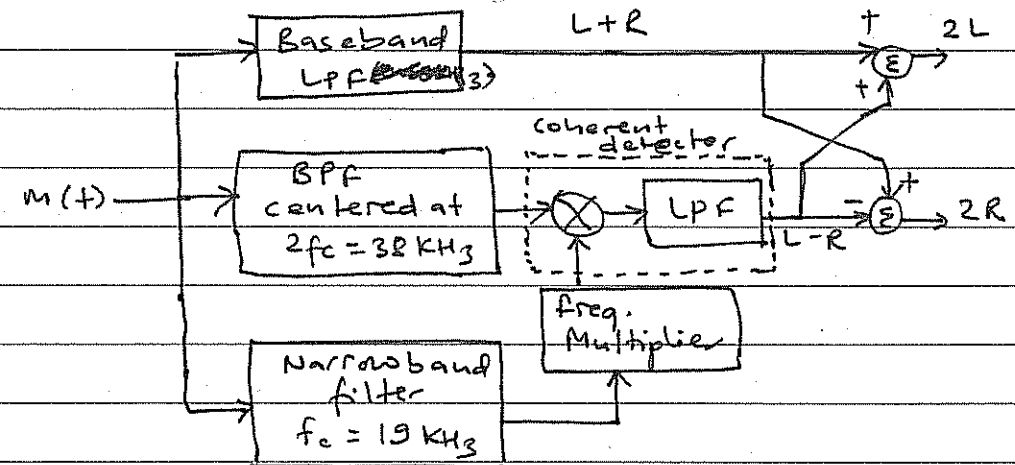 L+R
+
2L
Baseband
LPF
Σ
+
coherent
detector
BPF
centered at
2fc = 38 KHz
m(t)
X
LPF
L-R
-
+
Σ
2R
freq.
Multiplier
Narrowband
filter
fc = 19 KHz